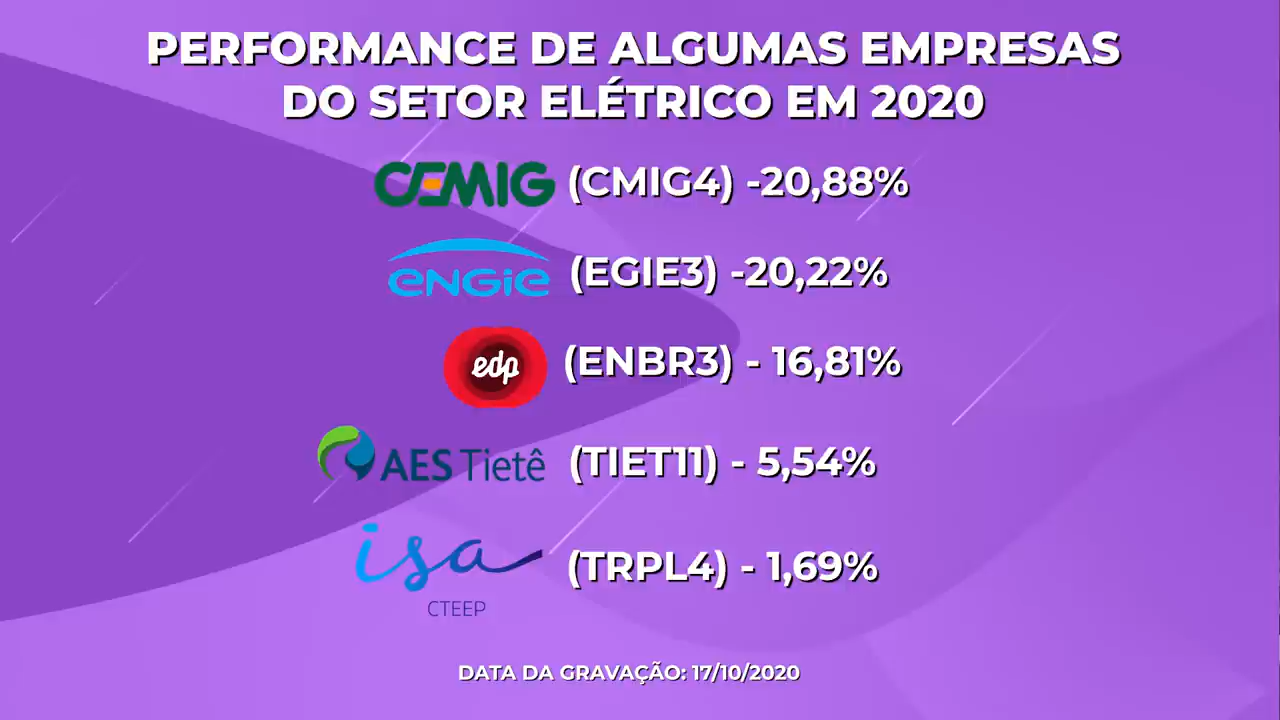 PERFORMANCE DE ALGUMAS EMPRESAS
DO SETOR ELÉTRICO EM 2020
CEMIG (CMIG4) -20,88%
ENGIE (EGIE3) -20,22%
edp (ENBR3) - 16,81%
AES Tietê (TIET11) - 5,54%
isa (TRPL4) - 1,69%
CTEEP
DATA DA GRAVAÇÃO: 17/10/2020